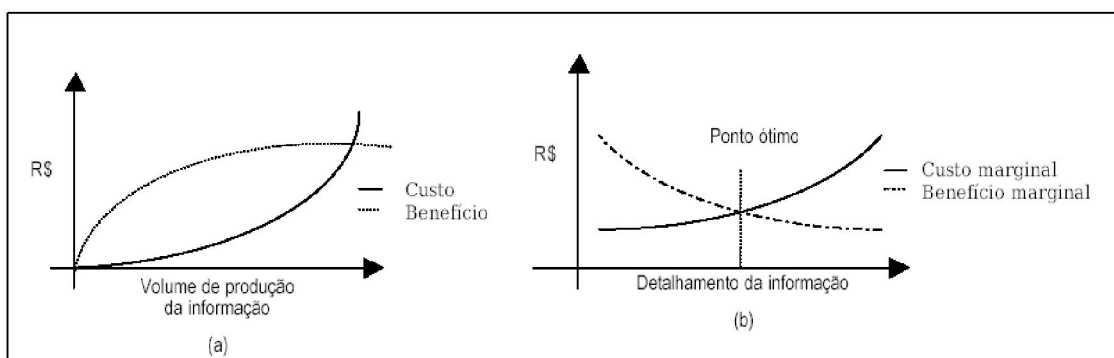 R$
Custo
Benefício
Volume de produção
da informação
(a)
Ponto ótimo
R$
Custo marginal
Benefício marginal
Detalhamento da informação
(b)